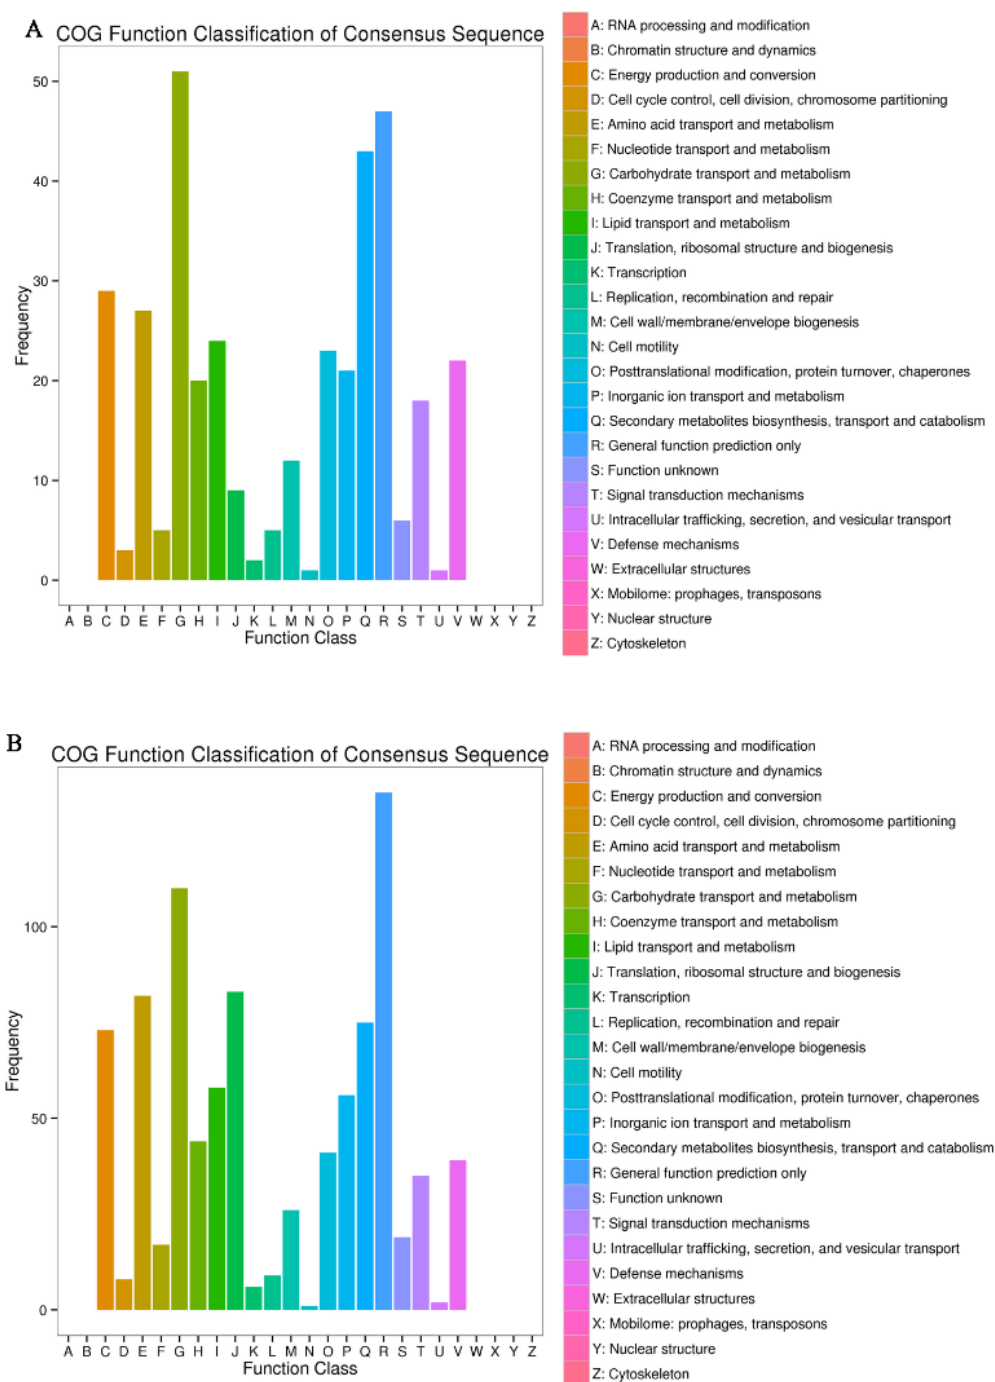 A
COG Function Classification of Consensus Sequence
50
40
30
20
10
0
Frequency
A B C D E F G H I J K L M N O P Q R S T U V W X Y Z
Function Class
A: RNA processing and modification
B: Chromatin structure and dynamics
C: Energy production and conversion
D: Cell cycle control, cell division, chromosome partitioning
E: Amino acid transport and metabolism
F: Nucleotide transport and metabolism
G: Carbohydrate transport and metabolism
H: Coenzyme transport and metabolism
I: Lipid transport and metabolism
J: Translation, ribosomal structure and biogenesis
K: Transcription
L: Replication, recombination and repair
M: Cell wall/membrane/envelope biogenesis
N: Cell motility
O: Posttranslational modification, protein turnover, chaperones
P: Inorganic ion transport and metabolism
Q: Secondary metabolites biosynthesis, transport and catabolism
R: General function prediction only
S: Function unknown
T: Signal transduction mechanisms
U: Intracellular trafficking, secretion, and vesicular transport
V: Defense mechanisms
W: Extracellular structures
X: Mobilome: prophages, transposons
Y: Nuclear structure
Z: Cytoskeleton
B
COG Function Classification of Consensus Sequence
100
50
0
Frequency
A B C D E F G H I J K L M N O P Q R S T U V W X Y Z
Function Class
A: RNA processing and modification
B: Chromatin structure and dynamics
C: Energy production and conversion
D: Cell cycle control, cell division, chromosome partitioning
E: Amino acid transport and metabolism
F: Nucleotide transport and metabolism
G: Carbohydrate transport and metabolism
H: Coenzyme transport and metabolism
I: Lipid transport and metabolism
J: Translation, ribosomal structure and biogenesis
K: Transcription
L: Replication, recombination and repair
M: Cell wall/membrane/envelope biogenesis
N: Cell motility
O: Posttranslational modification, protein turnover, chaperones
P: Inorganic ion transport and metabolism
Q: Secondary metabolites biosynthesis, transport and catabolism
R: General function prediction only
S: Function unknown
T: Signal transduction mechanisms
U: Intracellular trafficking, secretion, and vesicular transport
V: Defense mechanisms
W: Extracellular structures
X: Mobilome: prophages, transposons
Y: Nuclear structure
Z: Cytoskeleton